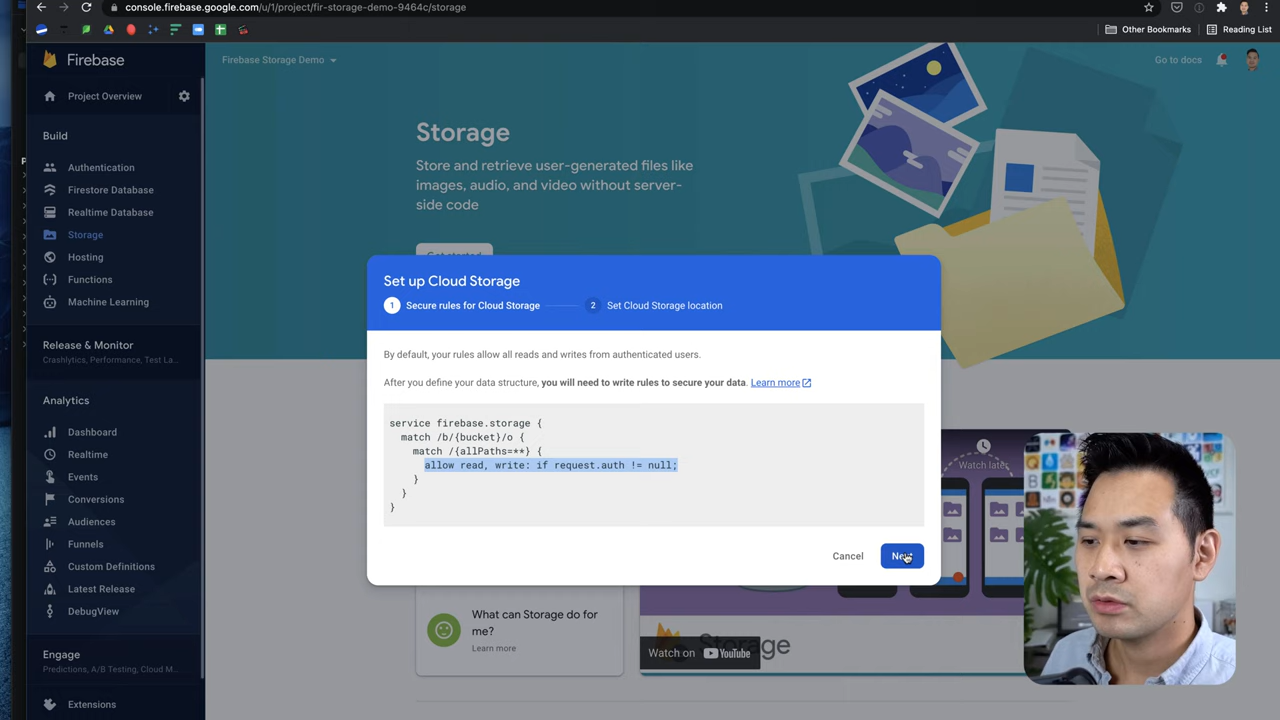 console.firebase.google.com/u/1/project/fir-storage-demo-9464c/storage
Other Bookmarks
Reading List
Firebase
Firebase Storage Demo
Go to docs
Project Overview
Build
Authentication
Firestore Database
Realtime Database
Storage
Hosting
Functions
Machine Learning
Release & Monitor
Crashlytics, Performance, Test La...
Analytics
Dashboard
Realtime
Events
Conversions
Audiences
Funnels
Custom Definitions
Latest Release
DebugView
Engage
Predictions, A/B Testing, Cloud M...
Extensions
Storage
Store and retrieve user-generated files like
images, audio, and video without server-
side code
Set up Cloud Storage
1 Secure rules for Cloud Storage
2 Set Cloud Storage location
By default, your rules allow all reads and writes from authenticated users.
After you define your data structure, you will need to write rules to secure your data. Learn more
service firebase.storage {
match /b/{bucket}/o {
match /{allPaths=**} {
allow read, write: if request.auth != null;
}
}
}
Cancel
Watch later
What can Storage do for
me?
Learn more
Storage
Watch on YouTube